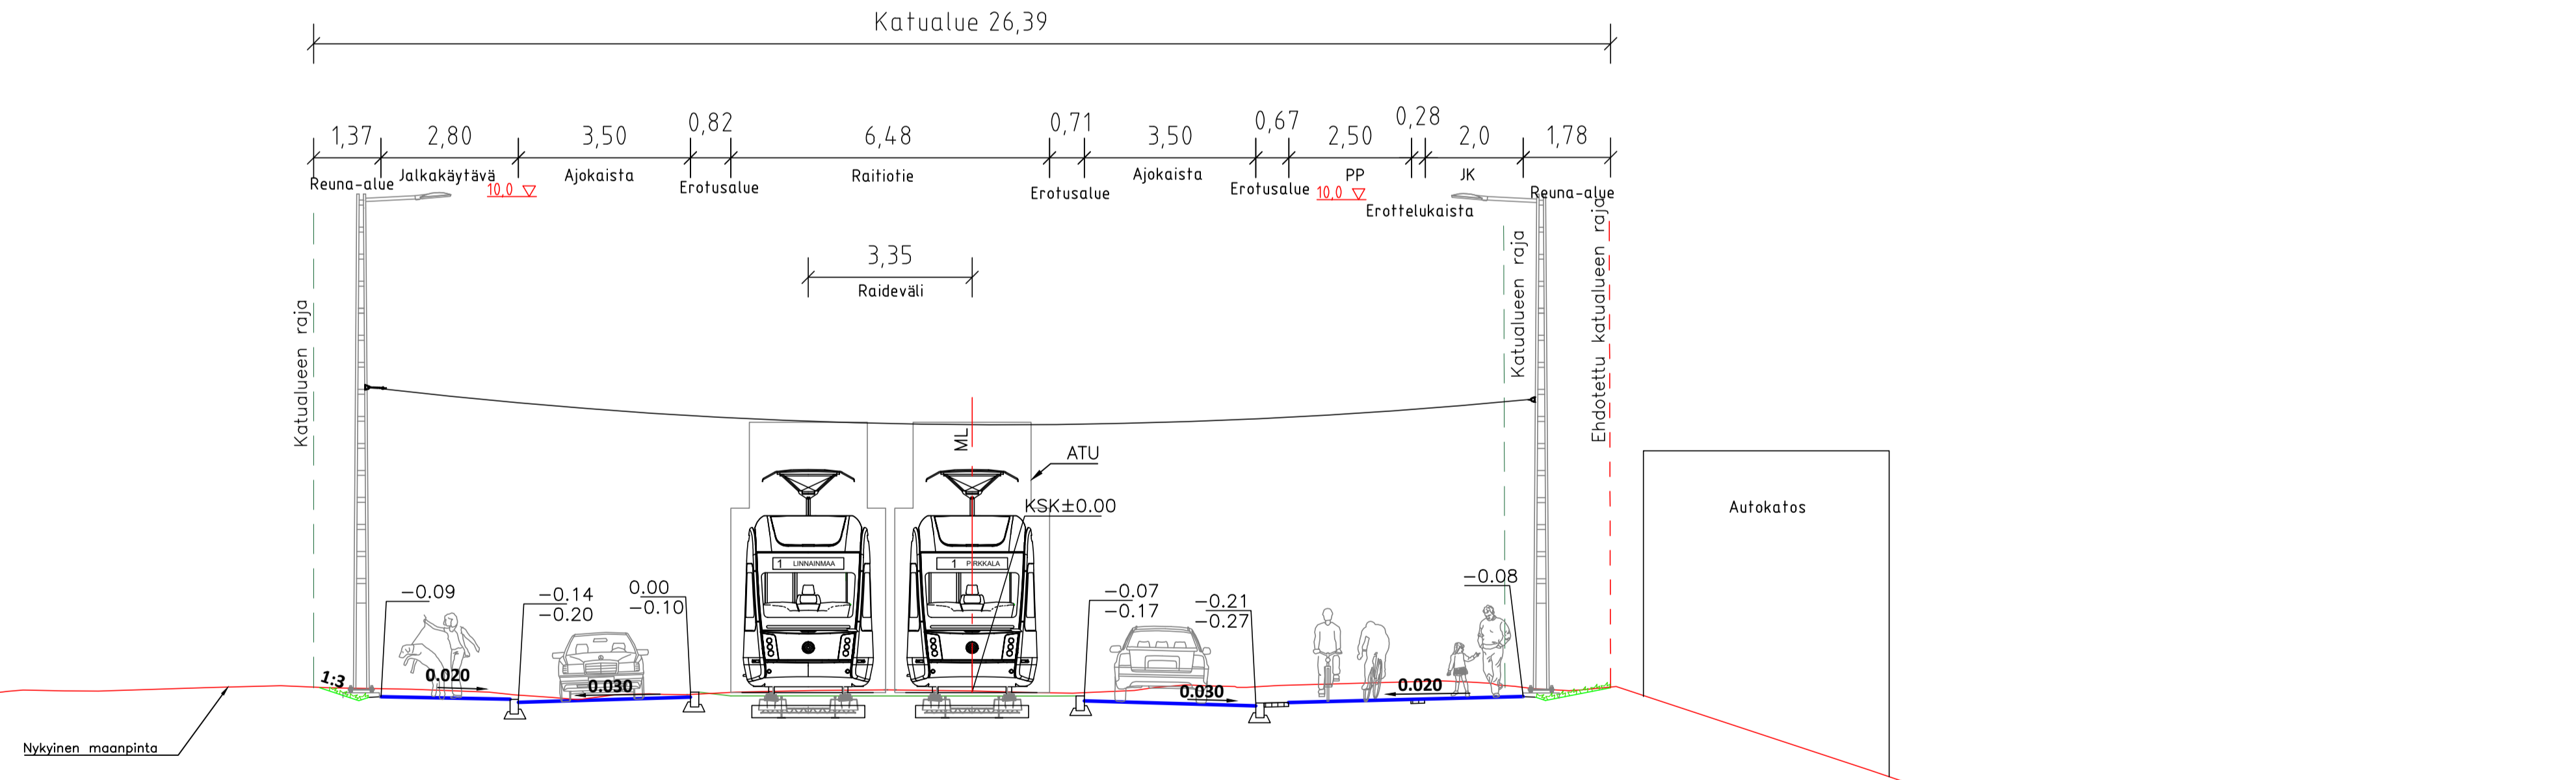 Katualue 26,39
1,37 2,80 3,50 0,82 6,48 0,71 3,50 0,67 2,50 0,28 2,0 1,78
Reuna-alue Jalkakäytävä Ajokaista Erotusalue Raitiotie Erotusalue Ajokaista Erotusalue PP JK Reuna-alue
10,0 10,0
Erottelukaista
3,35
Raideväli
Katualueen raja
Katualueen raja
Ehdotettu katualueen raja
ML
ATU
KSK±0.00
Autokatos
1 LINNAINMAA 1 PIRKKALA
-0.09
-0.14
-0.20
0.00
-0.10
-0.07
-0.17
-0.21
-0.27
-0.08
1:3
0.020
0.030
0.030
0.020
Nykyinen maanpinta